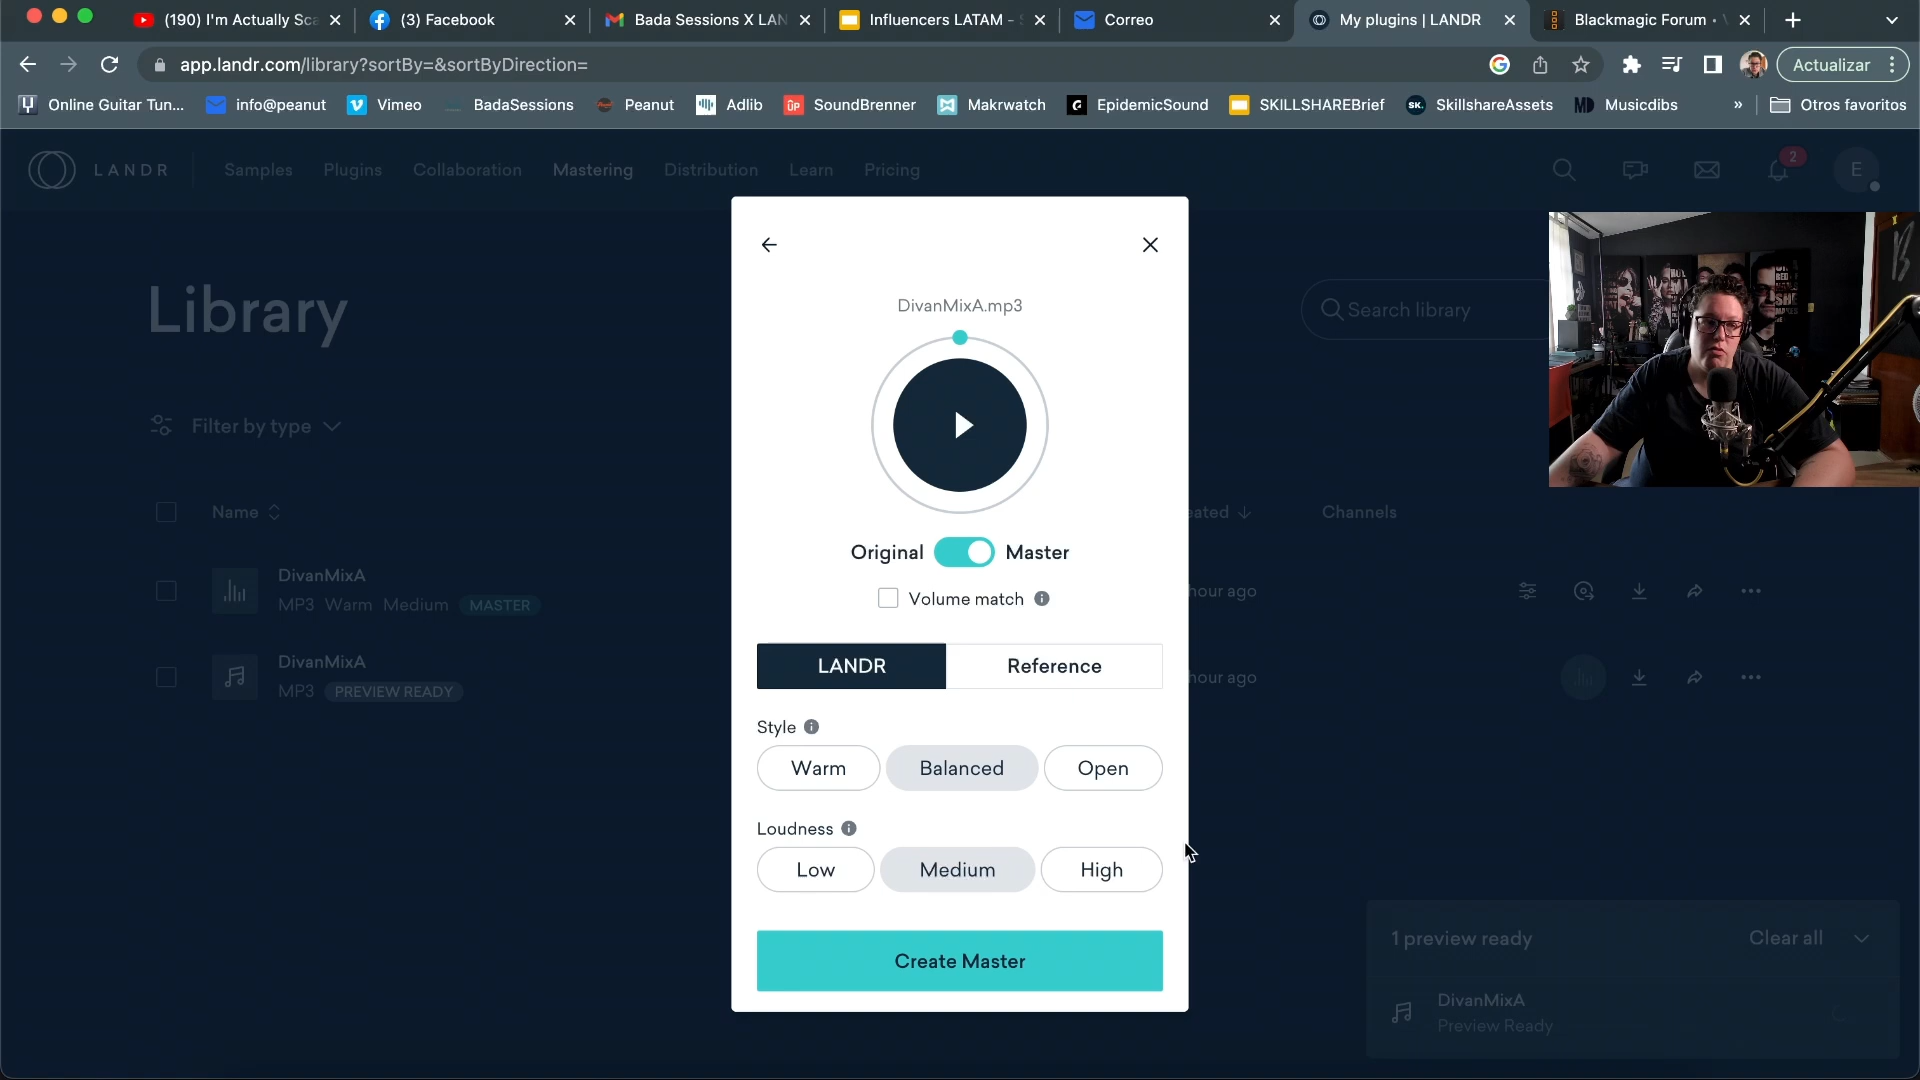 (190) I'm Actually Sca
(3) Facebook
Bada Sessions X LAN
Influencers LATAM - S
Correo
My plugins | LANDR
Blackmagic Forum •
app.landr.com/library?sortBy=&sortByDirection=
Actualizar
Online Guitar Tun...
info@peanut
Vimeo
BadaSessions
Peanut
Adlib
SoundBrenner
Makrwatch
EpidemicSound
SKILLSHAREBrief
SkillshareAssets
Musicdibs
»
Otros favoritos
LANDR
Samples
Plugins
Collaboration
Mastering
Distribution
Learn
Pricing
2
E
Library
Search library
Filter by type
Name
eated
Channels
DivanMixA
MP3 Warm Medium MASTER
hour ago
DivanMixA
MP3 PREVIEW READY
hour ago
DivanMixA.mp3
Original
Master
Volume match
LANDR
Reference
Style
Warm
Balanced
Open
Loudness
Low
Medium
High
Create Master
1 preview ready
Clear all
DivanMixA
Preview Ready